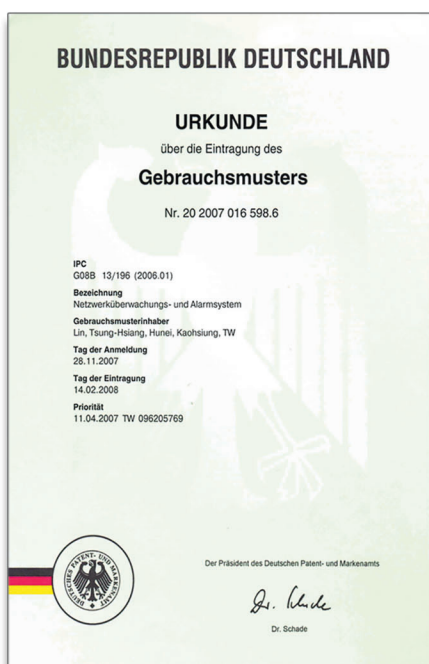 BUNDESREPUBLIK DEUTSCHLAND
URKUNDE
über die Eintragung des
Gebrauchsmusters
Nr. 20 2007 016 598.6
IPC
G08B 13/196 (2006.01)
Bezeichnung
Netzwerküberwachungs- und Alarmsystem
Gebrauchsmusterinhaber
Lin, Tsung-Hsiang, Hunei, Kaohsiung, TW
Tag der Anmeldung
28.11.2007
Tag der Eintragung
14.02.2008
Priorität
11.04.2007 TW 096205769
DEUTSCHES PATENT- UND MARKENAMT
Der Präsident des Deutschen Patent- und Markenamts
Dr. Schade
Dr. Schade